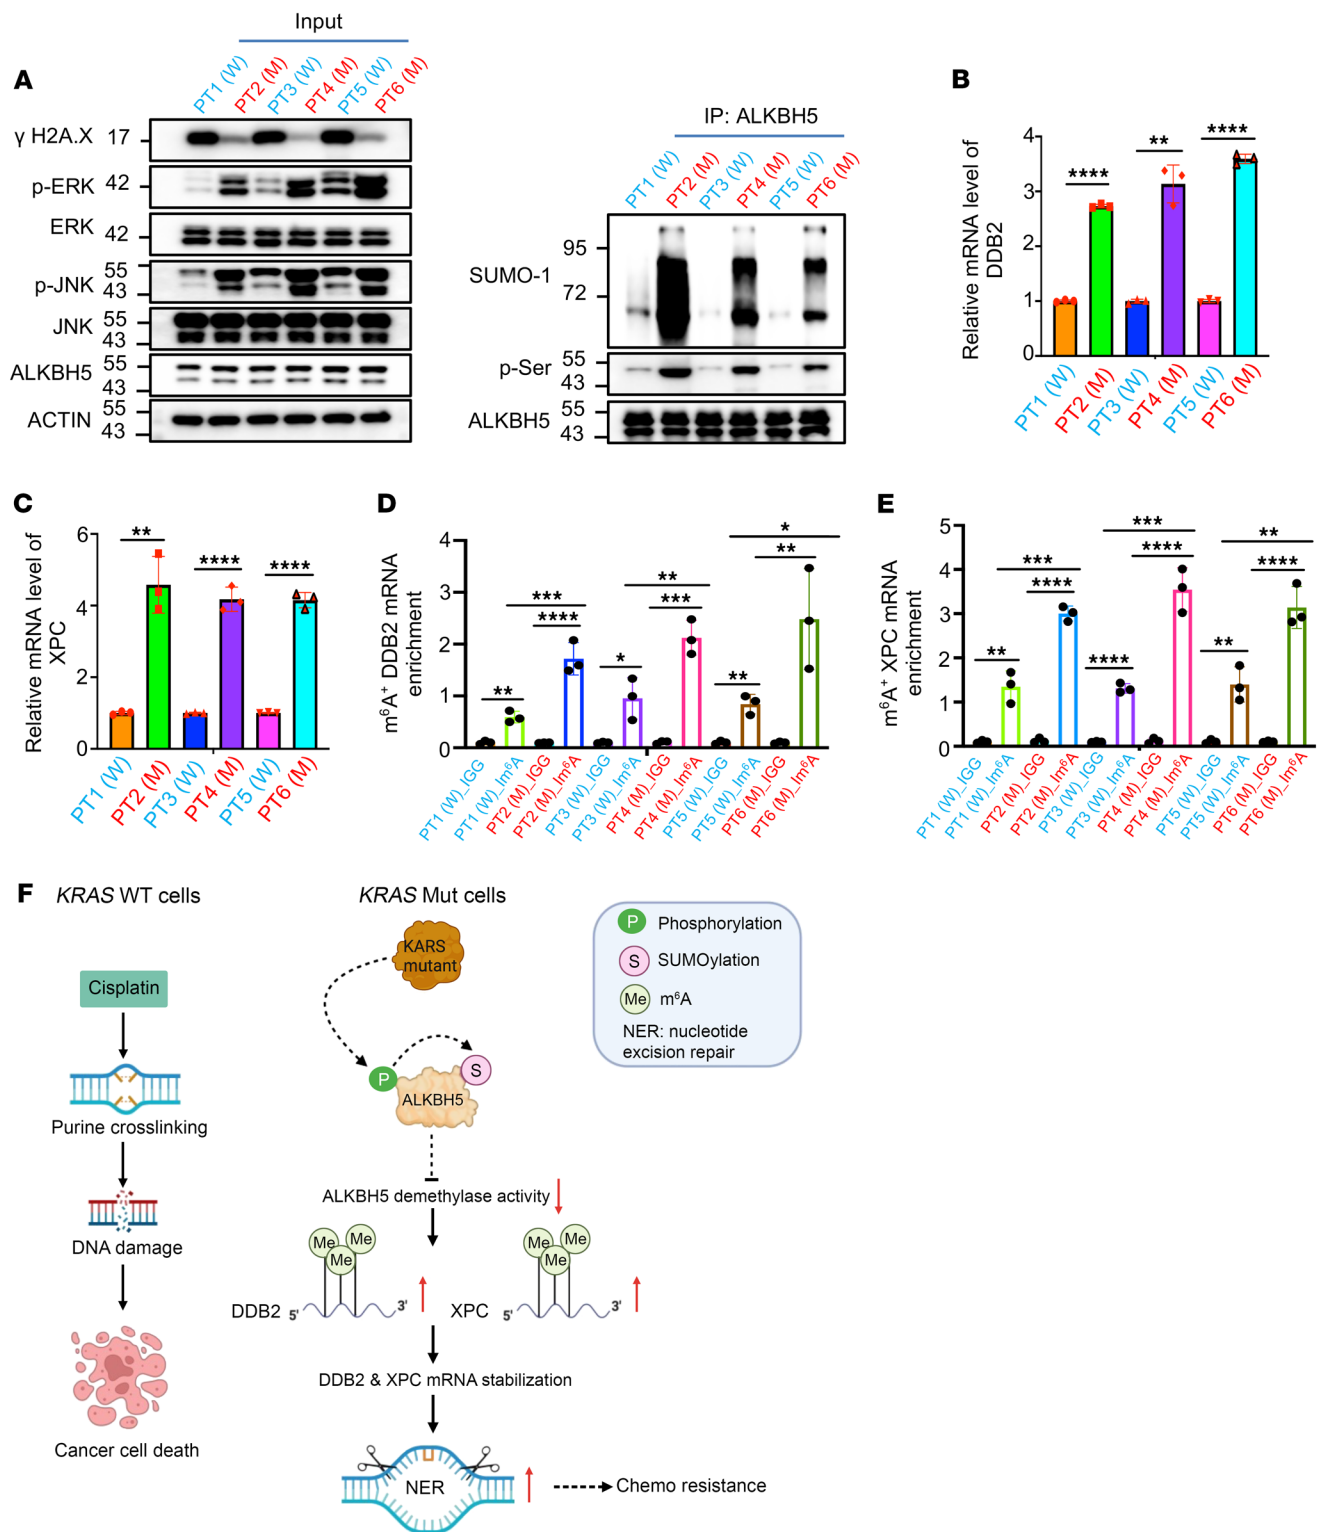 A
Input
PT1 (W)
PT2 (M)
PT3 (W)
PT4 (M)
PT5 (W)
PT6 (M)
γ H2A.X 17
p-ERK 42
ERK 42
p-JNK 55
43
JNK 55
43
ALKBH5 55
43
ACTIN 55
43
IP: ALKBH5
PT1 (W)
PT2 (M)
PT3 (W)
PT4 (M)
PT5 (W)
PT6 (M)
95
SUMO-1
72
p-Ser 55
43
ALKBH5 55
43
B
Relative mRNA level of
DDB2
4
3
2
1
0
****
**
****
PT1 (W)
PT2 (M)
PT3 (W)
PT4 (M)
PT5 (W)
PT6 (M)
C
Relative mRNA level of
XPC
6
4
2
0
**
****
****
PT1 (W)
PT2 (M)
PT3 (W)
PT4 (M)
PT5 (W)
PT6 (M)
D
m⁶A⁺ DDB2 mRNA
enrichment
4
3
2
1
0
**
***
****
*
**
***
**
*
**
PT1 (W)_IGG
PT1 (W)_Im⁶A
PT2 (M)_IGG
PT2 (M)_Im⁶A
PT3 (W)_IGG
PT3 (W)_Im⁶A
PT4 (M)_IGG
PT4 (M)_Im⁶A
PT5 (W)_IGG
PT5 (W)_Im⁶A
PT6 (M)_IGG
PT6 (M)_Im⁶A
E
m⁶A⁺ XPC mRNA
enrichment
5
4
3
2
1
0
**
***
****
****
***
****
**
**
****
PT1 (W)_IGG
PT1 (W)_Im⁶A
PT2 (M)_IGG
PT2 (M)_Im⁶A
PT3 (W)_IGG
PT3 (W)_Im⁶A
PT4 (M)_IGG
PT4 (M)_Im⁶A
PT5 (W)_IGG
PT5 (W)_Im⁶A
PT6 (M)_IGG
PT6 (M)_Im⁶A
F
KRAS WT cells
Cisplatin
Purine crosslinking
DNA damage
Cancer cell death
KRAS Mut cells
KARS
mutant
P
S
ALKBH5
ALKBH5 demethylase activity
Me
Me
Me
Me
Me
Me
DDB2 5' 3'
XPC 5' 3'
DDB2 & XPC mRNA stabilization
NER
Chemo resistance
P Phosphorylation
S SUMOylation
Me m⁶A
NER: nucleotide
excision repair